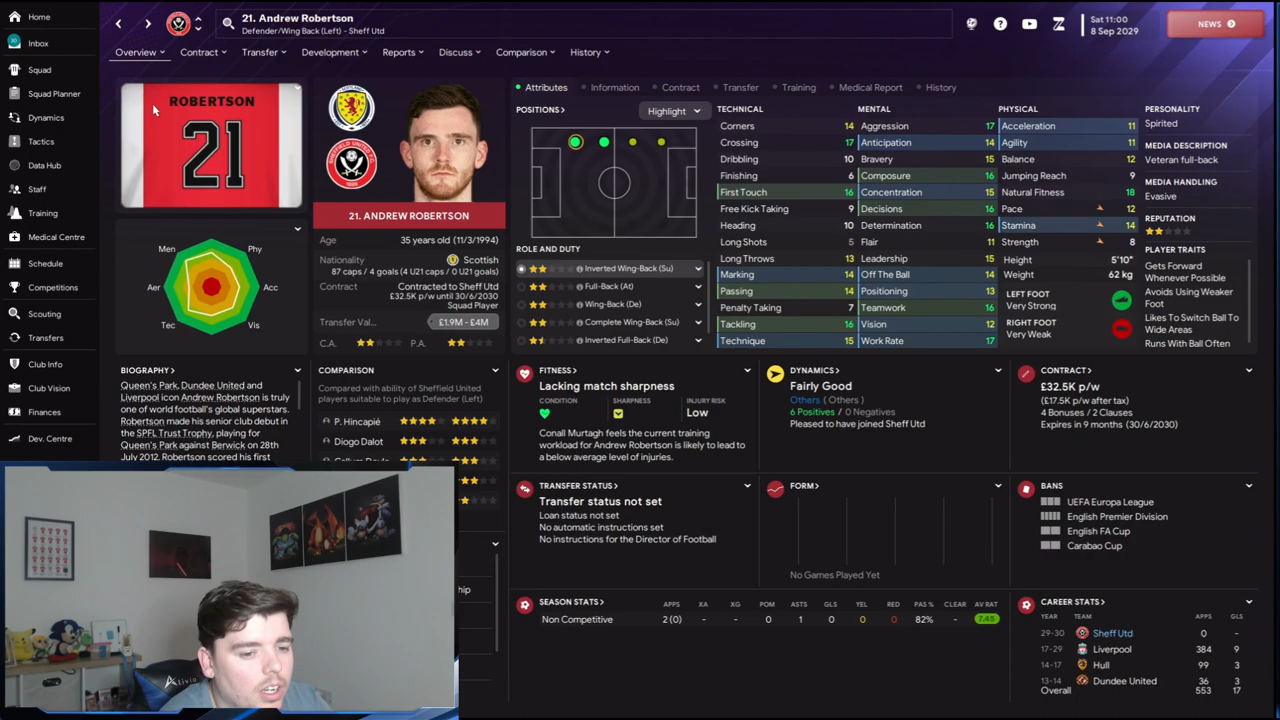 Home
Inbox
Squad
Squad Planner
Dynamics
Tactics
Data Hub
Staff
Training
Medical Centre
Schedule
Competitions
Scouting
Transfers
Club Info
Club Vision
Finances
Dev. Centre
21. Andrew Robertson
Defender/Wing Back (Left) - Sheff Utd
Sat 11:00
8 Sep 2029
NEWS
Overview
Contract
Transfer
Development
Reports
Discuss
Comparison
History
ROBERTSON
21
21. ANDREW ROBERTSON
Men
Phy
Aer
Acc
Tec
Vis
Age 35 years old (11/3/1994)
Nationality Scottish
87 caps / 4 goals (4 U21 caps / 0 U21 goals)
Contract Contracted to Sheff Utd
£32.5K p/w until 30/6/2030
Squad Player
Transfer Val... £1.9M - £4M
C.A. P.A.
BIOGRAPHY
Queen's Park, Dundee United and
Liverpool icon Andrew Robertson is truly
one of world football's global superstars.
Robertson made his senior club debut in
the SPFL Trust Trophy, playing for
Queen's Park against Berwick on 28th
July 2012. Robertson scored his first
COMPARISON
Compared with ability of Sheffield United
players suitable to play as Defender (Left)
P. Hincapié
Diogo Dalot
Attributes
Information
Contract
Transfer
Training
Medical Report
History
POSITIONS
Highlight
ROLE AND DUTY
Inverted Wing-Back (Su)
Full-Back (At)
Wing-Back (De)
Complete Wing-Back (Su)
Inverted Full-Back (De)
TECHNICAL
Corners 14
Crossing 17
Dribbling 10
Finishing 6
First Touch 16
Free Kick Taking 9
Heading 10
Long Shots 5
Long Throws 13
Marking 14
Passing 14
Penalty Taking 7
Tackling 16
Technique 15
MENTAL
Aggression 17
Anticipation 14
Bravery 15
Composure 16
Concentration 15
Decisions 16
Determination 16
Flair 11
Leadership 15
Off The Ball 14
Positioning 13
Teamwork 16
Vision 12
Work Rate 17
PHYSICAL
Acceleration 11
Agility 11
Balance 12
Jumping Reach 9
Natural Fitness 18
Pace 12
Stamina 14
Strength 8
Height 5'10"
Weight 62 kg
LEFT FOOT
Very Strong
RIGHT FOOT
Very Weak
PERSONALITY
Spirited
MEDIA DESCRIPTION
Veteran full-back
MEDIA HANDLING
Evasive
REPUTATION
PLAYER TRAITS
Gets Forward
Whenever Possible
Avoids Using Weaker
Foot
Likes To Switch Ball To
Wide Areas
Runs With Ball Often
FITNESS
Lacking match sharpness
CONDITION
SHARPNESS
INJURY RISK
Low
Conall Murtagh feels the current training
workload for Andrew Robertson is likely to lead to
a below average level of injuries.
DYNAMICS
Fairly Good
Others ( Others )
6 Positives / 0 Negatives
Pleased to have joined Sheff Utd
CONTRACT
£32.5K p/w
(£17.5K p/w after tax)
4 Bonuses / 2 Clauses
Expires in 9 months (30/6/2030)
TRANSFER STATUS
Transfer status not set
Loan status not set
No automatic instructions set
No instructions for the Director of Football
FORM
No Games Played Yet
BANS
UEFA Europa League
English Premier Division
English FA Cup
Carabao Cup
SEASON STATS
APPS XA XG POM ASTS GLS YEL RED PAS % CLEAR AV RAT
Non Competitive 2 (0) - - 0 1 0 0 0 82% - 7.45
CAREER STATS
YEAR TEAM APPS GLS
29-30 Sheff Utd 0 -
17-29 Liverpool 384 9
14-17 Hull 99 3
13-14 Dundee United 36 3
Overall 553 17